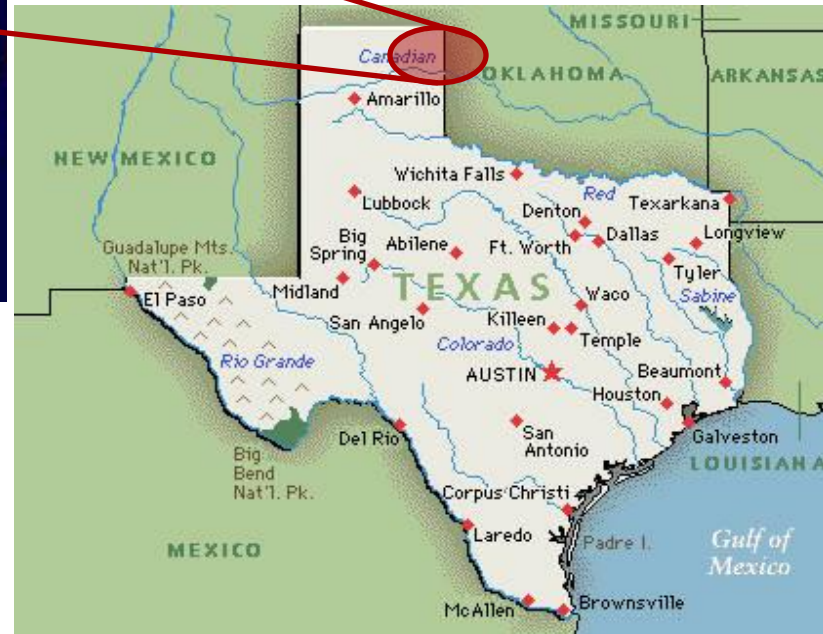 MISSOURI
Canadian
OKLAHOMA
ARKANSAS
Amarillo
NEW MEXICO
Wichita Falls
Red
Texarkana
Lubbock
Denton
Guadalupe Mts.
Nat'l. Pk.
Big
Spring
Abilene
Ft. Worth
Dallas
Longview
Tyler
El Paso
Midland
TEXAS
Waco
Sabine
San Angelo
Killeen
Temple
Rio Grande
Colorado
AUSTIN
Beaumont
Houston
Del Rio
San
Antonio
Galveston
Big
Bend
Nat'l. Pk.
LOUISIANA
Corpus Christi
Laredo
Padre I.
Gulf of
Mexico
MEXICO
McAllen
Brownsville